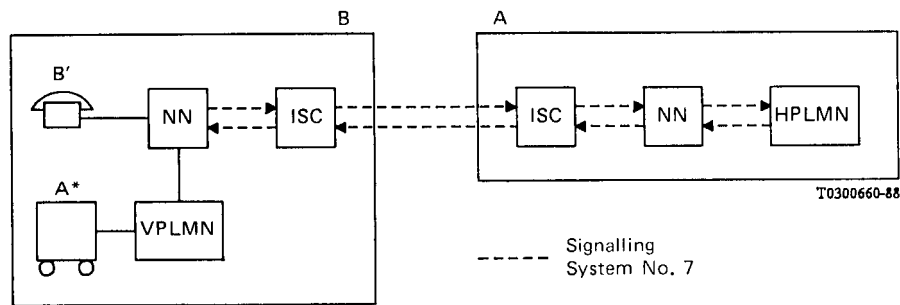 B
A
B'
NN
ISC
ISC
NN
HPLMN
A*
VPLMN
T0300660-88
Signalling
System No. 7